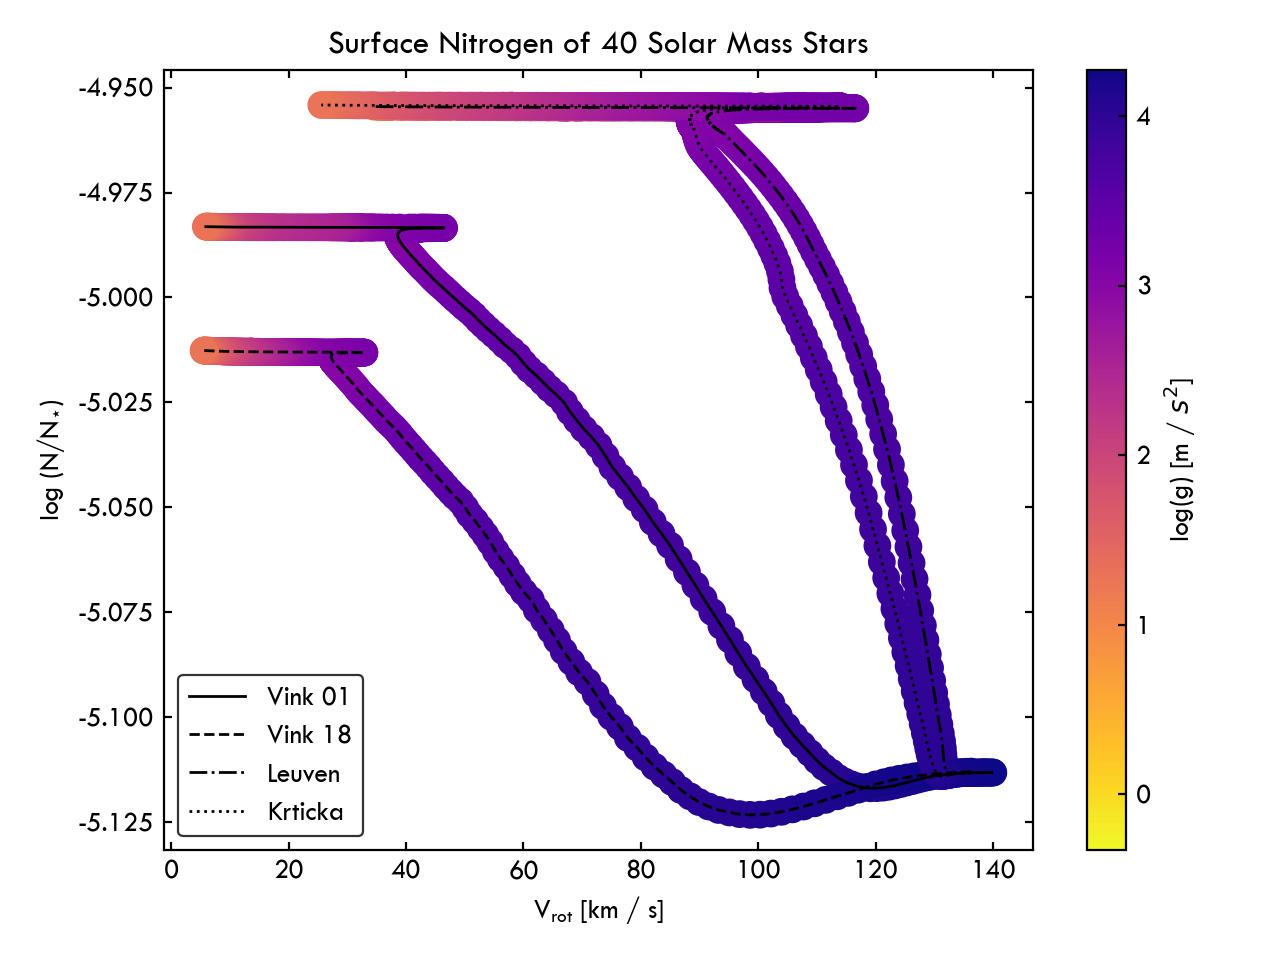 Surface Nitrogen of 40 Solar Mass Stars
-4.950
-4.975
-5.000
-5.025
-5.050
-5.075
-5.100
-5.125
log (N/N⋆)
Vink 01
Vink 18
Leuven
Krticka
0 20 40 60 80 100 120 140
V_rot [km / s]
4
3
2
1
0
log(g) [m / s²]